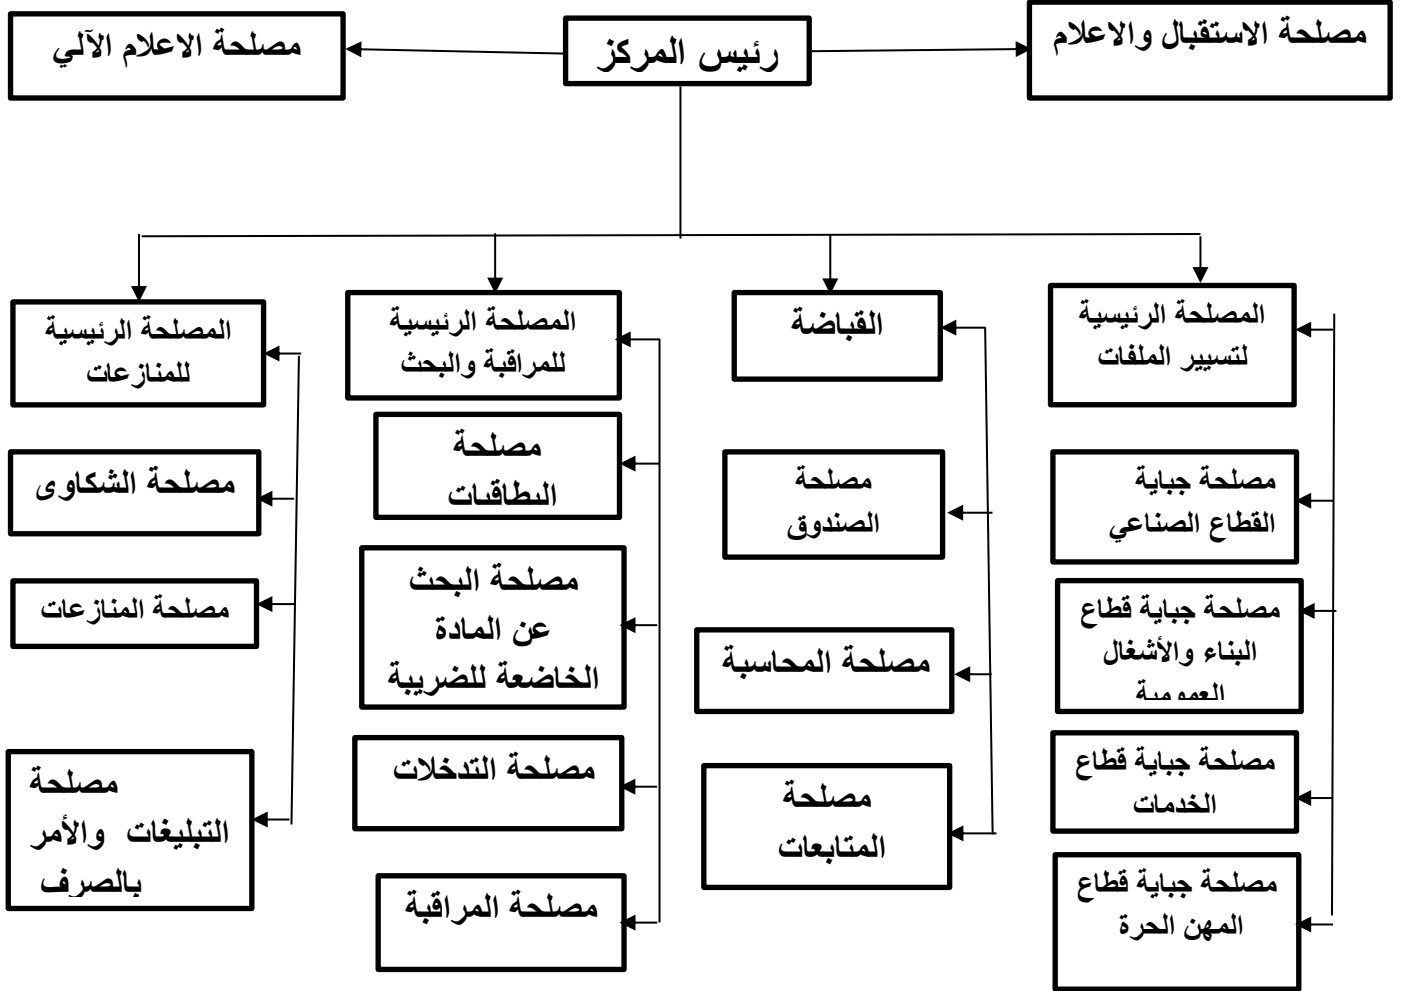 مصلحة الاستقبال والاعلام
رئيس المركز
مصلحة الاعلام الآلي
المصلحة الرئيسية
لتسيير الملفات
القباضة
المصلحة الرئيسية
للمراقبة والبحث
المصلحة الرئيسية
للمنازعات
مصلحة جباية
القطاع الصناعي
مصلحة جباية قطاع
البناء والأشغال
العمومية
مصلحة جباية قطاع
الخدمات
مصلحة جباية قطاع
المهن الحرة
مصلحة
الصندوق
مصلحة المحاسبة
مصلحة
المتابعات
مصلحة
البطاقيات
مصلحة البحث
عن المادة
الخاضعة للضريبة
مصلحة التدخلات
مصلحة المراقبة
مصلحة الشكاوى
مصلحة المنازعات
مصلحة
التبليغات والأمر
بالصرف